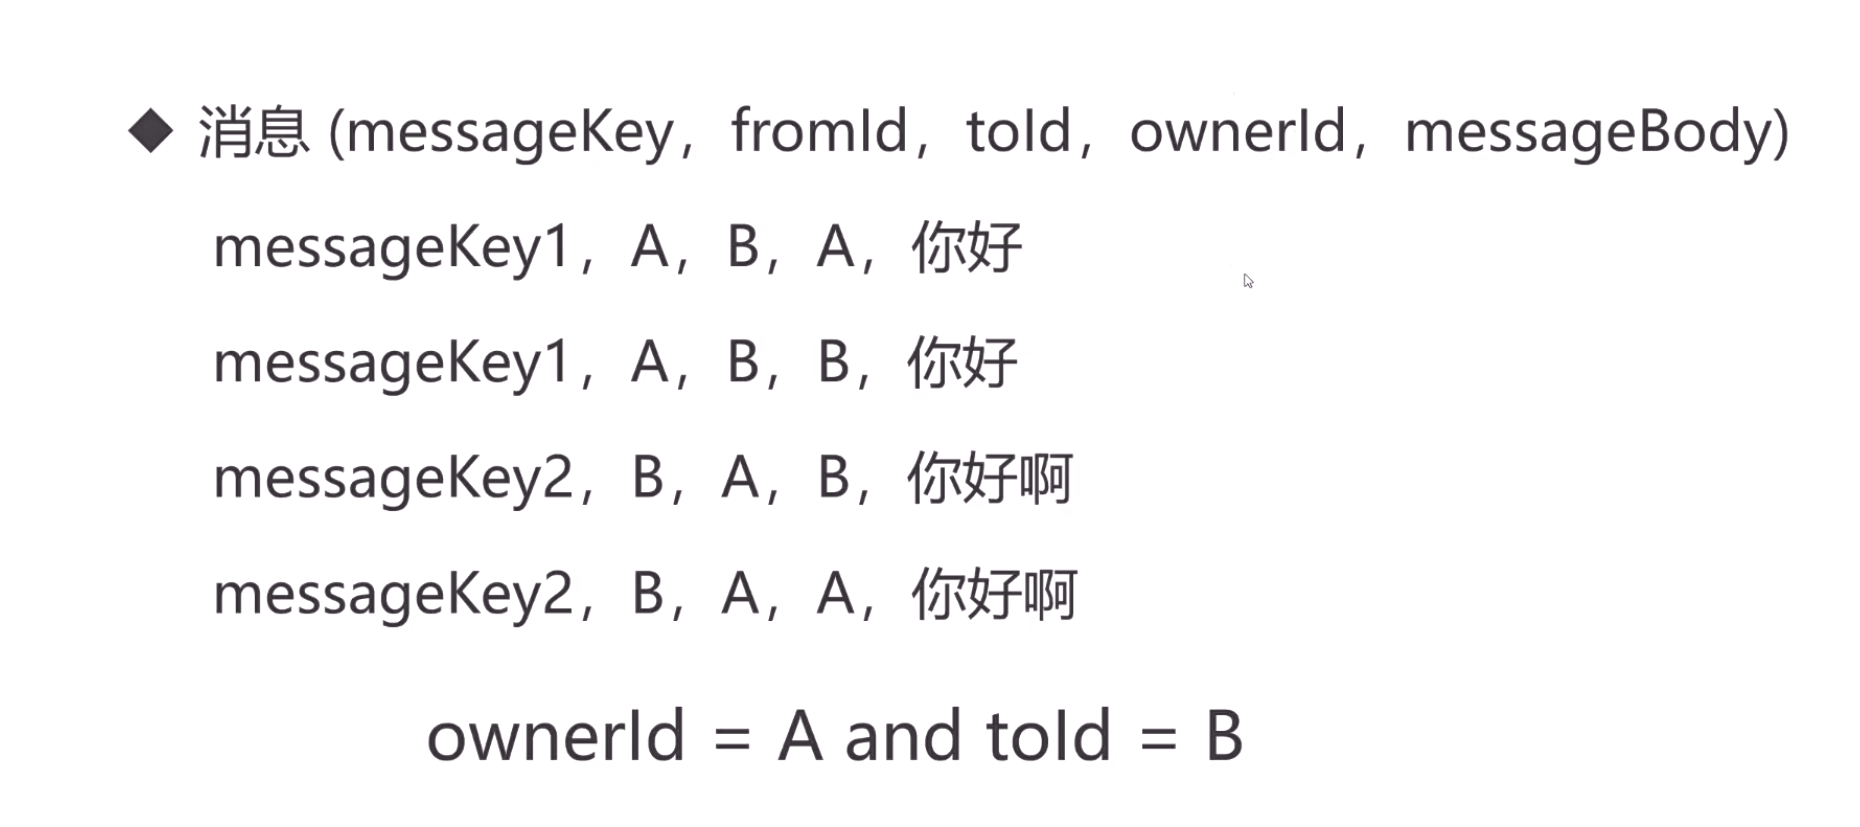 ◆ 消息 (messageKey，fromId，toId，ownerId，messageBody)
messageKey1，A，B，A，你好
messageKey1，A，B，B，你好
messageKey2，B，A，B，你好啊
messageKey2，B，A，A，你好啊
ownerId = A and toId = B